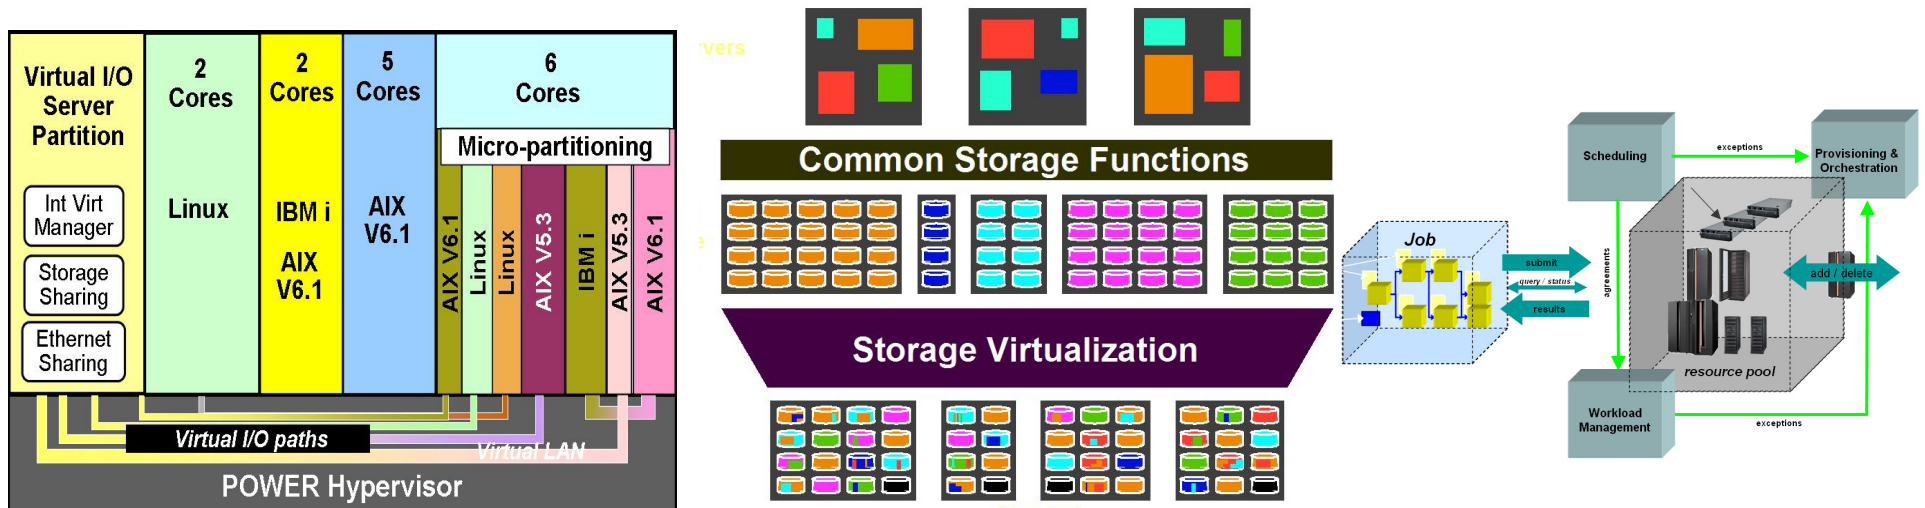 Virtual I/O
Server
Partition
Int Virt
Manager
Storage
Sharing
Ethernet
Sharing
2
Cores
Linux
2
Cores
IBM i
AIX
V6.1
5
Cores
AIX
V6.1
6
Cores
Micro-partitioning
AIX V6.1
Linux
Linux
AIX V5.3
IBM i
AIX V5.3
AIX V6.1
Virtual I/O paths
Virtual LAN
POWER Hypervisor
vers
Common Storage Functions
e
Storage Virtualization
Job
submit
query / status
results
Scheduling
exceptions
Provisioning &
Orchestration
agreements
add / delete
resource pool
Workload
Management
exceptions